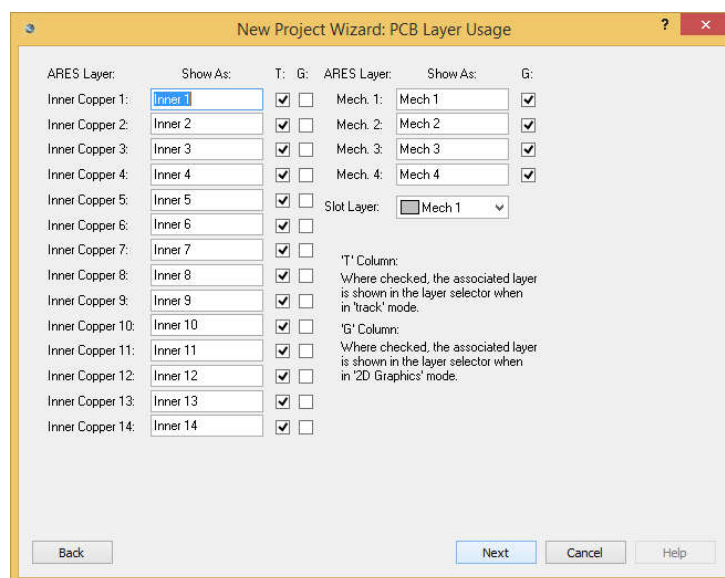 New Project Wizard: PCB Layer Usage ? ×
ARES Layer: Show As: T: G: ARES Layer: Show As: G:
Inner Copper 1: Inner 1 Mech. 1: Mech 1
Inner Copper 2: Inner 2 Mech. 2: Mech 2
Inner Copper 3: Inner 3 Mech. 3: Mech 3
Inner Copper 4: Inner 4 Mech. 4: Mech 4
Inner Copper 5: Inner 5 Slot Layer: Mech 1
Inner Copper 6: Inner 6
Inner Copper 7: Inner 7
Inner Copper 8: Inner 8
Inner Copper 9: Inner 9
Inner Copper 10: Inner 10
Inner Copper 11: Inner 11
Inner Copper 12: Inner 12
Inner Copper 13: Inner 13
Inner Copper 14: Inner 14
'T' Column:
Where checked, the associated layer
is shown in the layer selector when
in 'track' mode.
'G' Column:
Where checked, the associated layer
is shown in the layer selector when
in '2D Graphics' mode.
Back Next Cancel Help